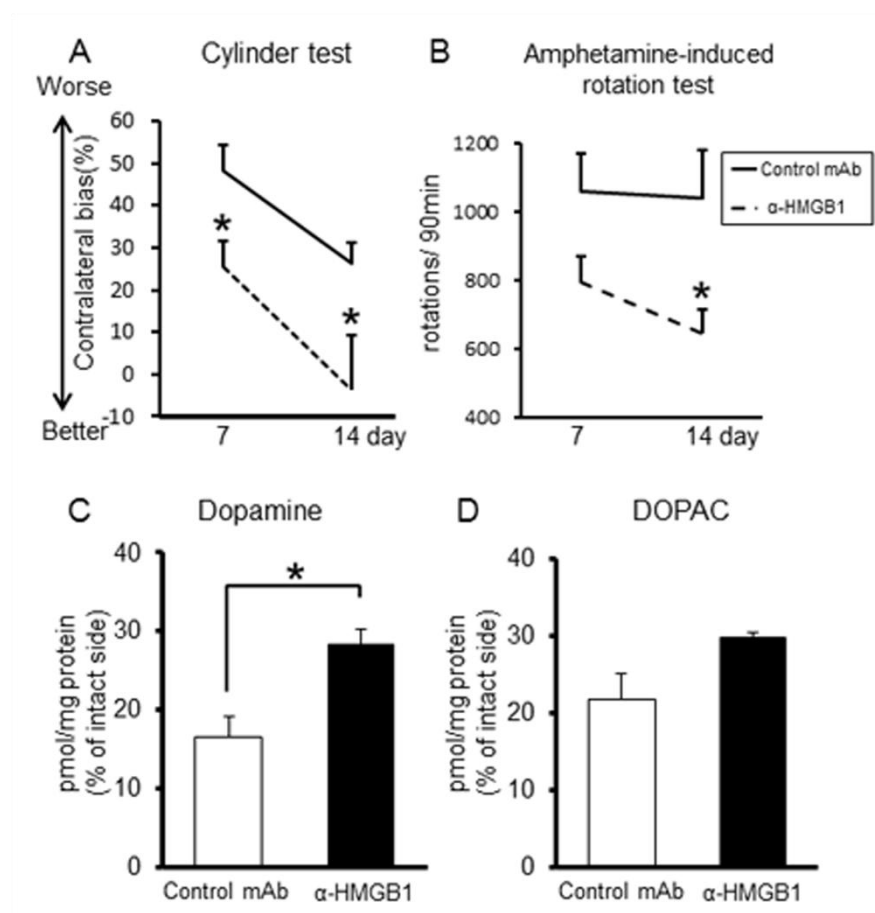 A
Cylinder test
Worse
Contralateral bias(%)
60
50
40
30
20
10
0
-10
*
*
Better
7
14 day
B
Amphetamine-induced
rotation test
rotations/ 90min
1200
1000
800
600
400
*
7
14 day
Control mAb
α-HMGB1
C
Dopamine
pmol/mg protein
(% of intact side)
40
30
20
10
0
*
Control mAb
α-HMGB1
D
DOPAC
pmol/mg protein
(% of intact side)
40
30
20
10
0
Control mAb
α-HMGB1